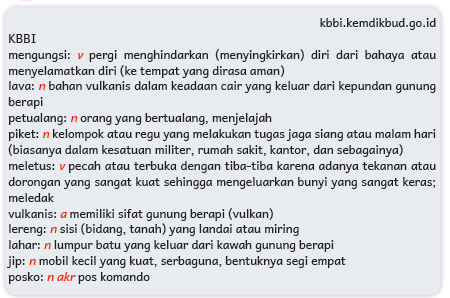 kbbi.kemdikbud.go.id
KBBI
mengungsi: v pergi menghindarkan (menyingkirkan) diri dari bahaya atau
menyelamatkan diri (ke tempat yang dirasa aman)
lava: n bahan vulkanis dalam keadaan cair yang keluar dari kepundan gunung
berapi
petualang: n orang yang bertualang, menjelajah
piket: n kelompok atau regu yang melakukan tugas jaga siang atau malam hari
(biasanya dalam kesatuan militer, rumah sakit, kantor, dan sebagainya)
meletus: v pecah atau terbuka dengan tiba-tiba karena adanya tekanan atau
dorongan yang sangat kuat sehingga mengeluarkan bunyi yang sangat keras;
meledak
vulkanis: a memiliki sifat gunung berapi (vulkan)
lereng: n sisi (bidang, tanah) yang landai atau miring
lahar: n lumpur batu yang keluar dari kawah gunung berapi
jip: n mobil kecil yang kuat, serbaguna, bentuknya segi empat
posko: n akr pos komando